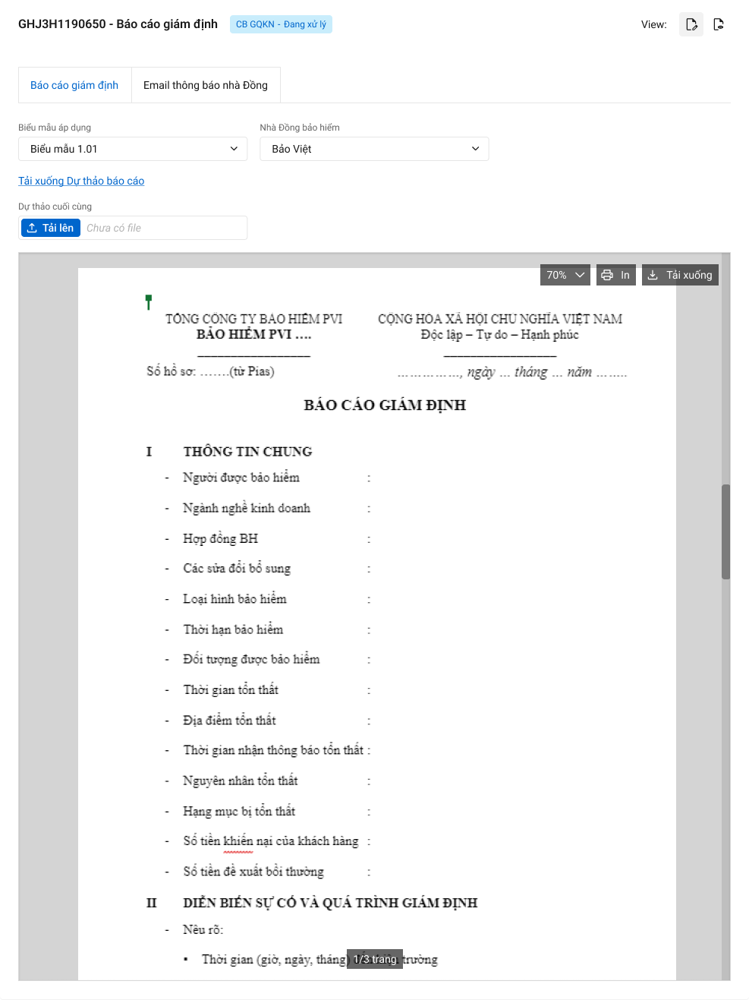 GHJ3H1190650 - Báo cáo giám định
CB GQKN - Đang xử lý
View:
Báo cáo giám định
Email thông báo nhà Đồng
Biểu mẫu áp dụng
Nhà Đồng bảo hiểm
Biểu mẫu 1.01
Bảo Việt
Tải xuống Dự thảo báo cáo
Dự thảo cuối cùng
Tải lên
Chưa có file
70%
In
Tải xuống
TỔNG CÔNG TY BẢO HIỂM PVI
CỘNG HÒA XÃ HỘI CHỦ NGHĨA VIỆT NAM
BẢO HIỂM PVI ….
Độc lập – Tự do – Hạnh phúc
Số hồ sơ: …….(từ Pias)
……………, ngày … tháng … năm ……..
BÁO CÁO GIÁM ĐỊNH
I THÔNG TIN CHUNG
- Người được bảo hiểm :
- Ngành nghề kinh doanh :
- Hợp đồng BH :
- Các sửa đổi bổ sung :
- Loại hình bảo hiểm :
- Thời hạn bảo hiểm :
- Đối tượng được bảo hiểm :
- Thời gian tổn thất :
- Địa điểm tổn thất :
- Thời gian nhận thông báo tổn thất :
- Nguyên nhân tổn thất :
- Hạng mục bị tổn thất :
- Số tiền khiến nại của khách hàng :
- Số tiền đề xuất bồi thường :
II DIỄN BIẾN SỰ CỐ VÀ QUÁ TRÌNH GIÁM ĐỊNH
- Nêu rõ:
▪ Thời gian (giờ, ngày, tháng) trường
1/3 trang